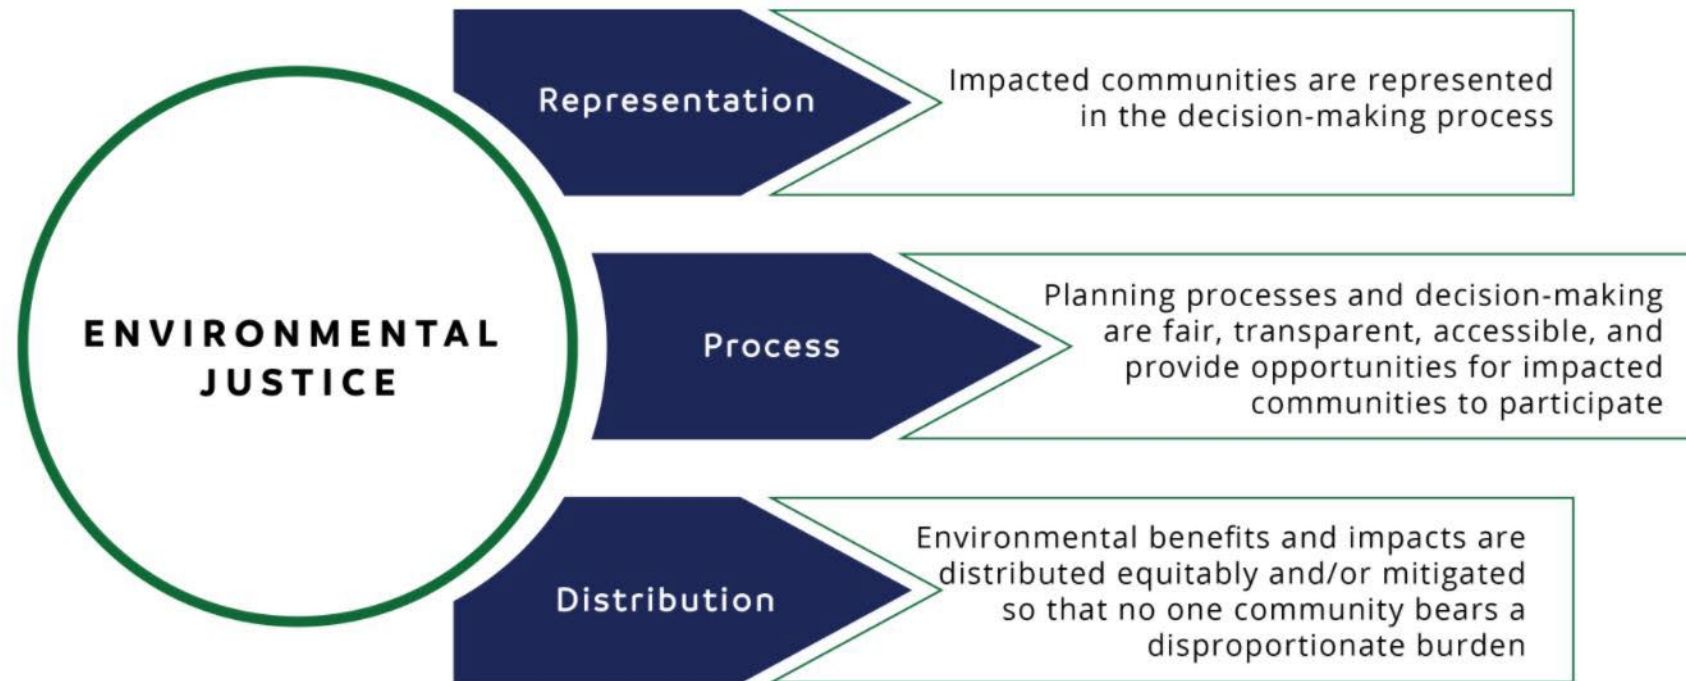 ENVIRONMENTAL
JUSTICE
Representation
Impacted communities are represented
in the decision-making process
Process
Planning processes and decision-making
are fair, transparent, accessible, and
provide opportunities for impacted
communities to participate
Distribution
Environmental benefits and impacts are
distributed equitably and/or mitigated
so that no one community bears a
disproportionate burden